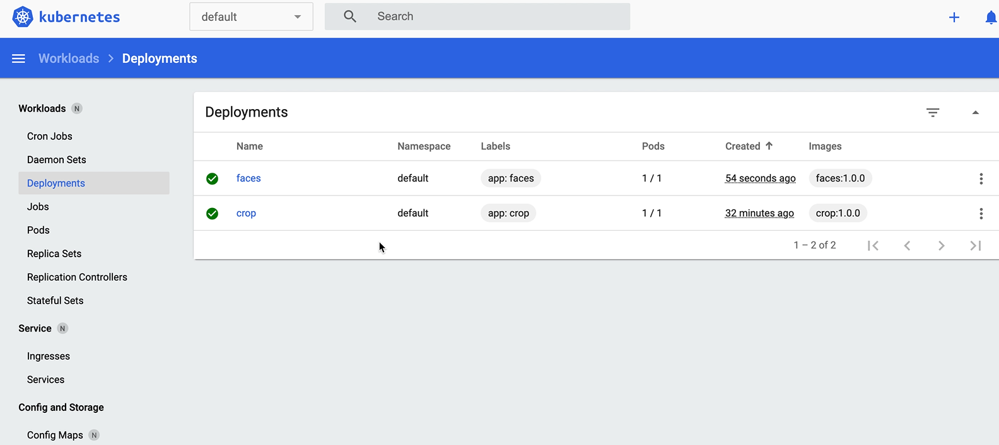 kubernetes
default
Search
Workloads > Deployments
Workloads N
Cron Jobs
Daemon Sets
Deployments
Jobs
Pods
Replica Sets
Replication Controllers
Stateful Sets
Service N
Ingresses
Services
Config and Storage
Config Maps N
Deployments
Name Namespace Labels Pods Created Images
faces default app: faces 1 / 1 54 seconds ago faces:1.0.0
crop default app: crop 1 / 1 32 minutes ago crop:1.0.0
1 – 2 of 2